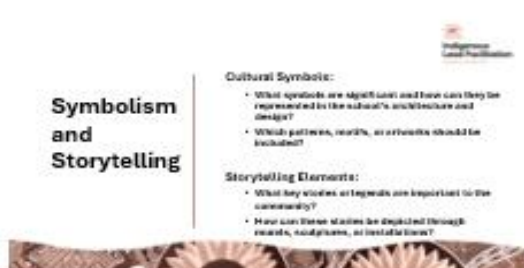 Indigenous
Lead Facilitation
Symbolism
and
Storytelling
Cultural Symbols:
• What symbols are significant and how can they be
represented in the school's architecture and
design?
• Which patterns, motifs, or artworks should be
included?
Storytelling Elements:
• What key stories or legends are important to the
community?
• How can these stories be depicted through
murals, sculptures, or installations?